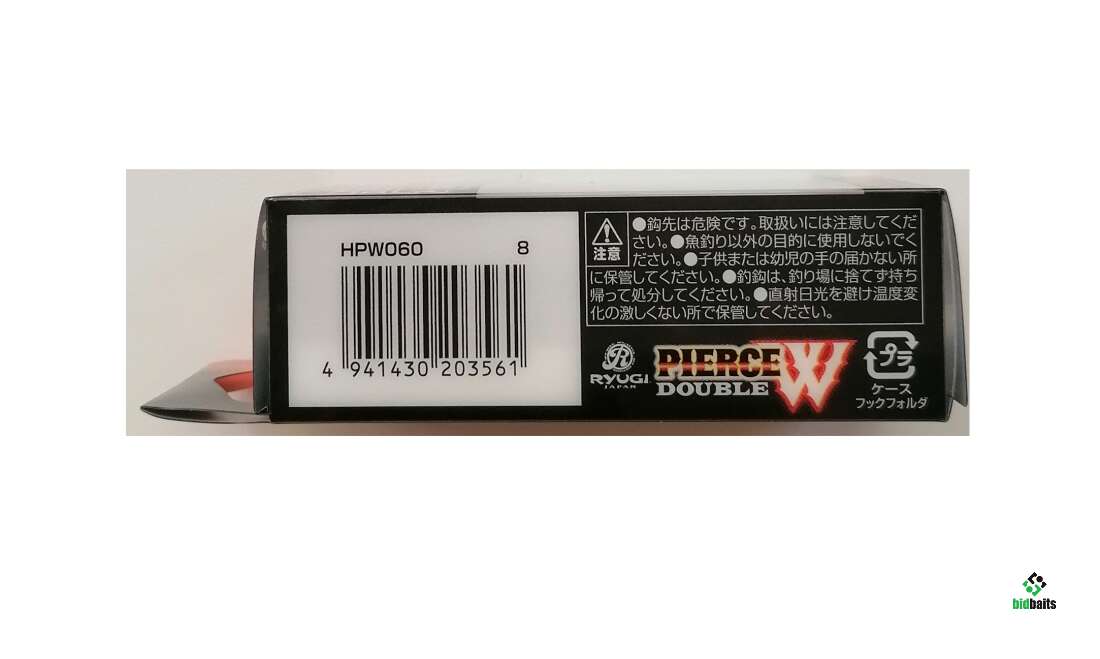 HPW060 8
4 941430 203561
注意
●鈎先は危険です。取扱いには注意してくだ
さい。●魚釣り以外の目的に使用しないでく
ださい。●子供または幼児の手の届かない所
に保管してください。●釣鈎は、釣り場に捨てず持ち
帰って処分してください。●直射日光を避け温度変
化の激しくない所で保管してください。
R
RYUGI
JAPAN
PIERCE
DOUBLE
W
プラ
ケース
フックフォルダ
bidbaits